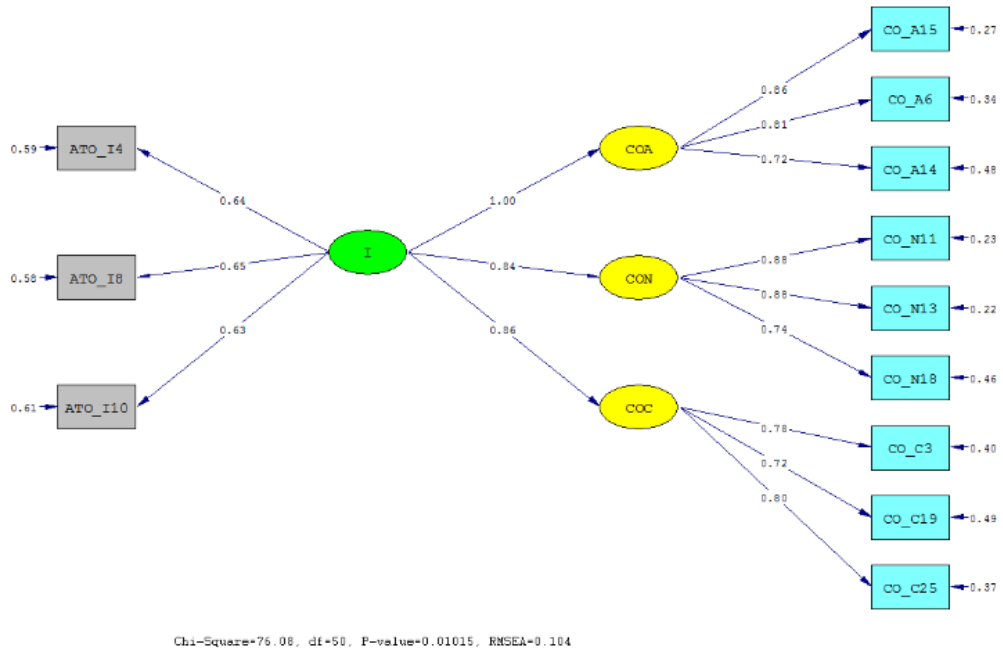 CO_A15
0.27
0.86
CO_A6
0.34
0.81
0.59
ATO_I4
COA
0.72
CO_A14
0.48
0.64
1.00
CO_N11
0.23
I
0.88
0.65
0.84
0.58
ATO_I8
CON
0.88
CO_N13
0.22
0.63
0.86
0.74
CO_N18
0.46
0.61
ATO_I10
COC
0.78
CO_C3
0.40
0.72
0.80
CO_C19
0.49
CO_C25
0.37
Chi-Square=76.08, df=50, P-value=0.01015, RMSEA=0.104